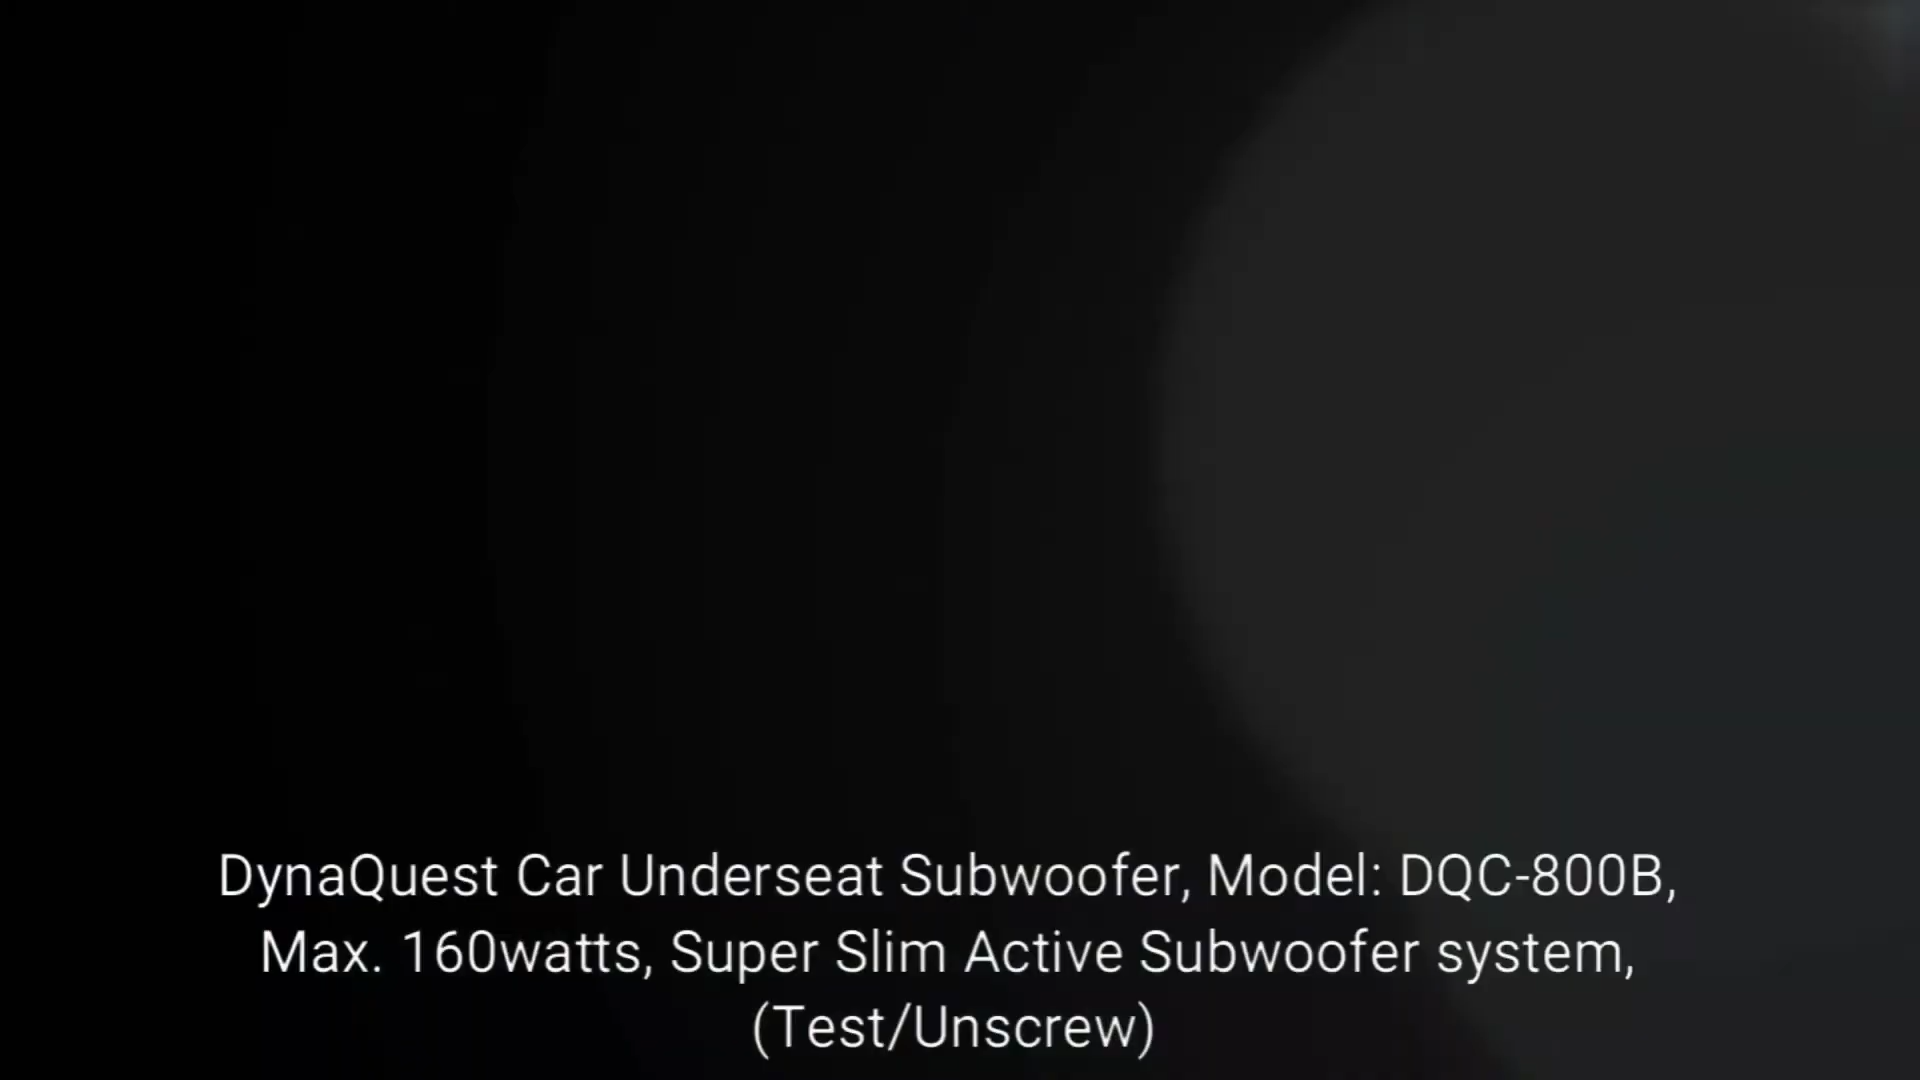 DynaQuest Car Underseat Subwoofer, Model: DQC-800B,
Max. 160watts, Super Slim Active Subwoofer system,
(Test/Unscrew)